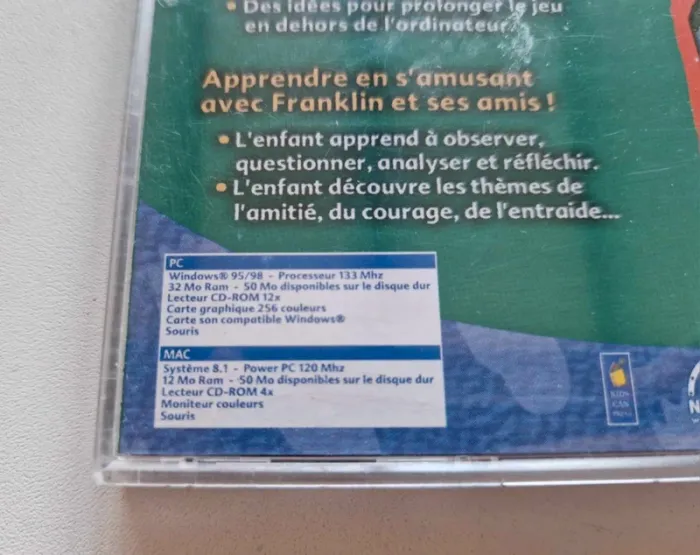 • Des idées pour prolonger le jeu
en dehors de l'ordinateur.
Apprendre en s'amusant
avec Franklin et ses amis !
• L'enfant apprend à observer,
questionner, analyser et réfléchir.
• L'enfant découvre les thèmes de
l'amitié, du courage, de l'entraide...
PC
Windows® 95/98 - Processeur 133 Mhz
32 Mo Ram - 50 Mo disponibles sur le disque dur
Lecteur CD-ROM 12x
Carte graphique 256 couleurs
Carte son compatible Windows®
Souris
MAC
Système 8.1 - Power PC 120 Mhz
12 Mo Ram - 50 Mo disponibles sur le disque dur
Lecteur CD-ROM 4x
Moniteur couleurs
Souris
KIDS
CAN
PRESS